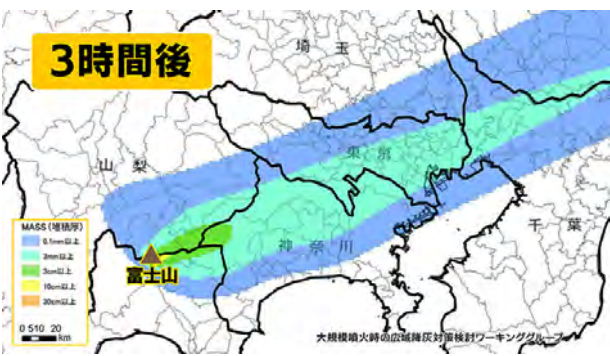 3時間後
埼玉
山梨
東京
千葉
神奈川
富士山
MASS(堆積厚)
0.1mm以上
2mm以上
3cm以上
10cm以上
30cm以上
0 5 10 20
km
大規模噴火時の広域降灰対策検討ワーキンググループ